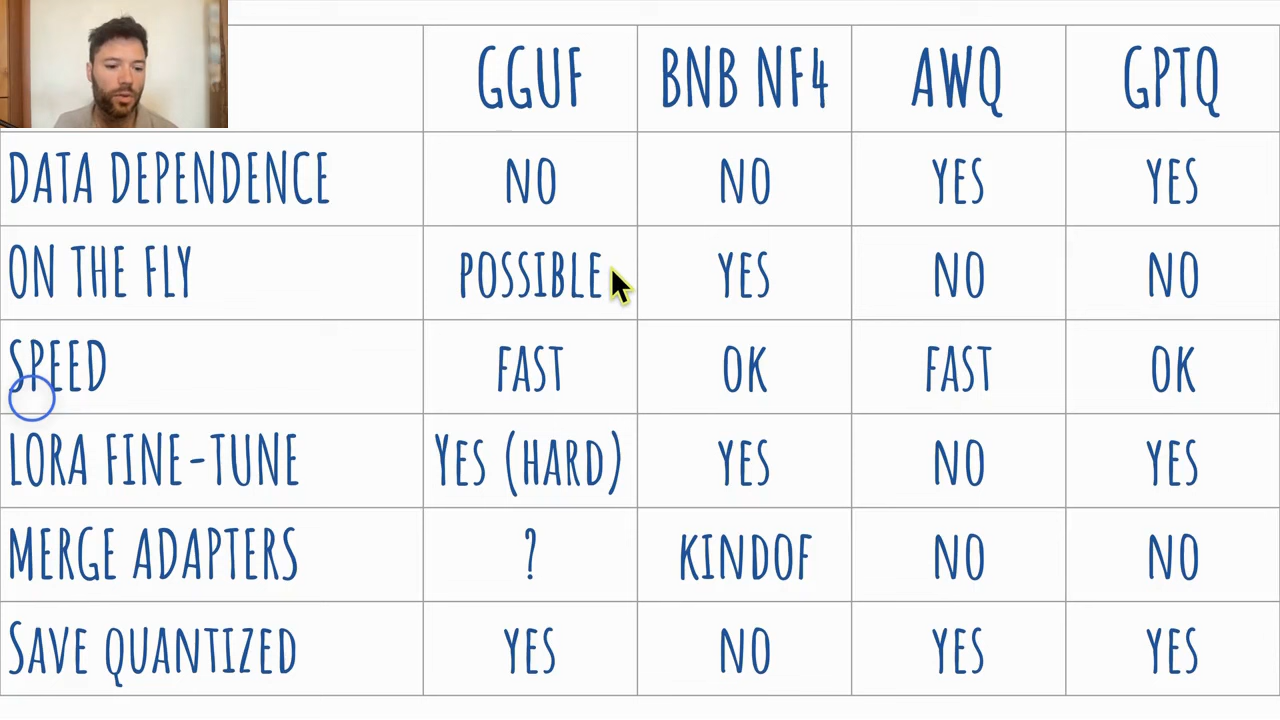 GGUF BNB NF4 AWQ GPTQ
DATA DEPENDENCE NO NO YES YES
ON THE FLY POSSIBLE YES NO NO
SPEED FAST OK FAST OK
LORA FINE-TUNE YES (HARD) YES NO YES
MERGE ADAPTERS ? KINDOF NO NO
SAVE QUANTIZED YES NO YES YES